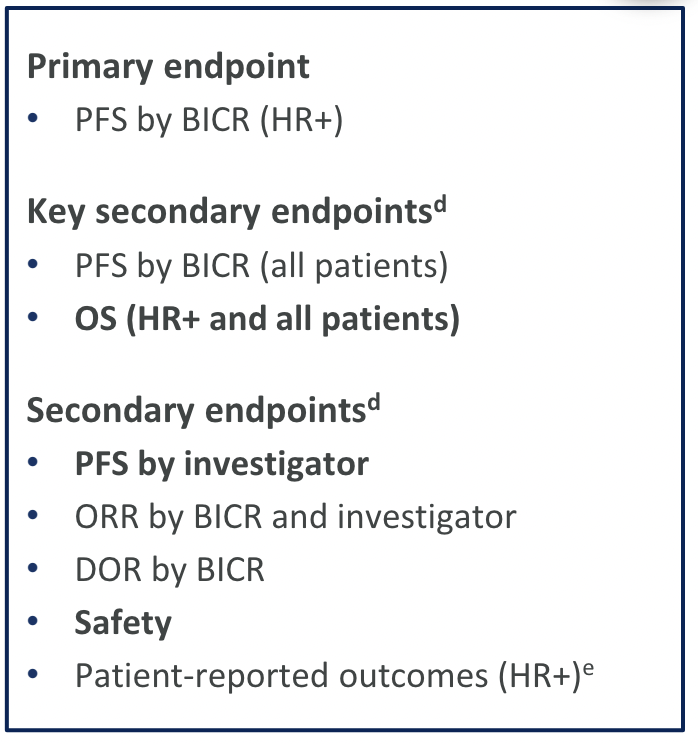 Primary endpoint
• PFS by BICR (HR+)
Key secondary endpointsᵈ
• PFS by BICR (all patients)
• OS (HR+ and all patients)
Secondary endpointsᵈ
• PFS by investigator
• ORR by BICR and investigator
• DOR by BICR
• Safety
• Patient-reported outcomes (HR+)ᵉ